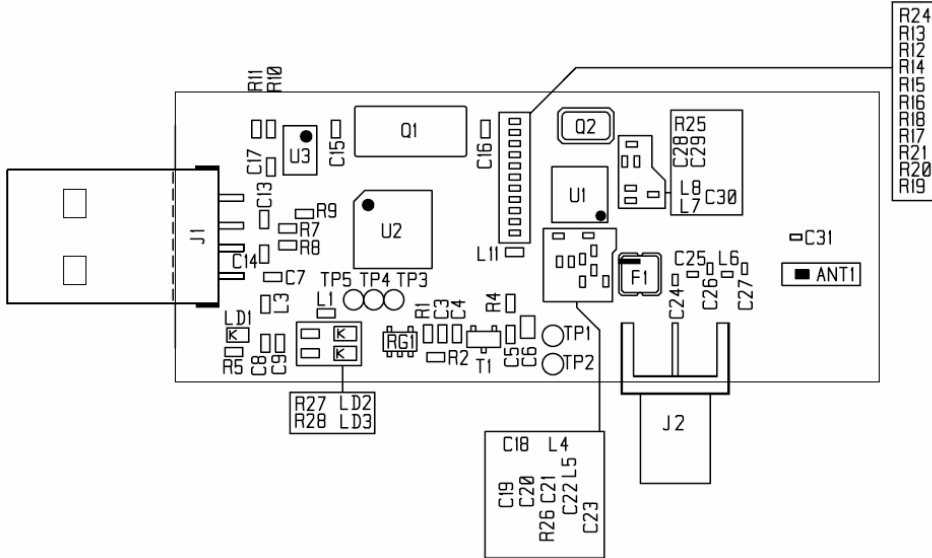 R24
R13
R12
R14
R15
R16
R18
R17
R21
R20
R19
R11
R10
Q1
Q2
R25
C28
C29
U3
C15
C16
C17
L8
L7
C30
U1
C13
R9
R7
R8
U2
J1
C14
L11
C31
C7
TP5
TP4
TP3
F1
C25
L6
ANT1
C24
C26
C27
L3
L1
LD1
R1
C3
C4
R4
RG1
T1
C5
C6
TP1
R5
C8
C9
R2
TP2
R27 LD2
R28 LD3
J2
C18 L4
L5
C19
C20
C21
C22
R26
C23